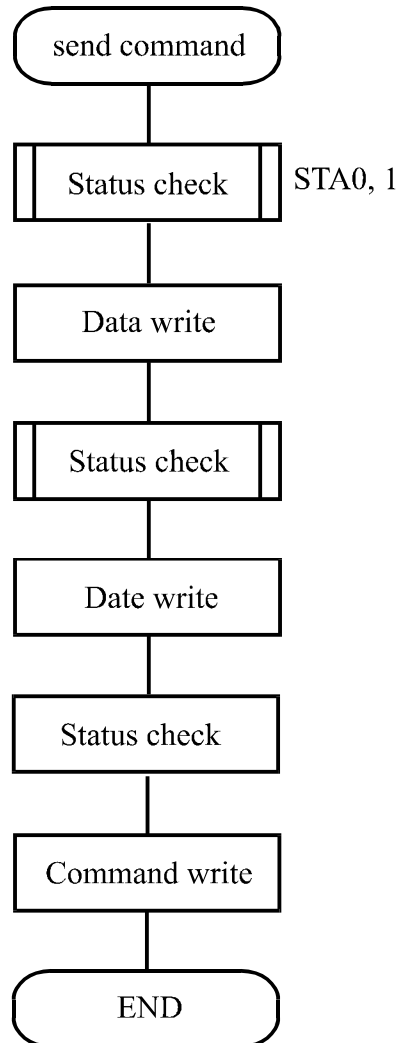 send command
Status check
STA0, 1
Data write
Status check
Date write
Status check
Command write
END